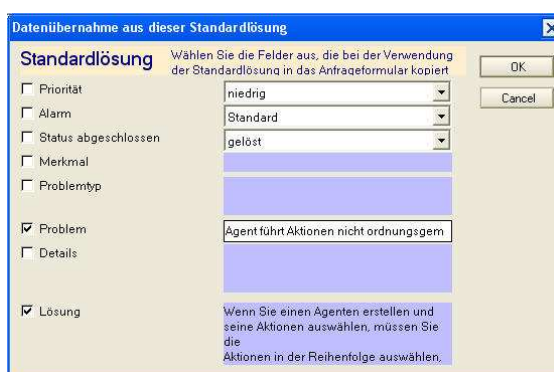 Datenübernahme aus dieser Standardlösung
Standardlösung
Wählen Sie die Felder aus, die bei der Verwendung
der Standardlösung in das Anfrageformular kopiert
OK
Cancel
Priorität
niedrig
Alarm
Standard
Status abgeschlossen
gelöst
Merkmal
Problemtyp
Problem
Agent führt Aktionen nicht ordnungsgem
Details
Lösung
Wenn Sie einen Agenten erstellen und
seine Aktionen auswählen, müssen Sie
die
Aktionen in der Reihenfolge auswählen,